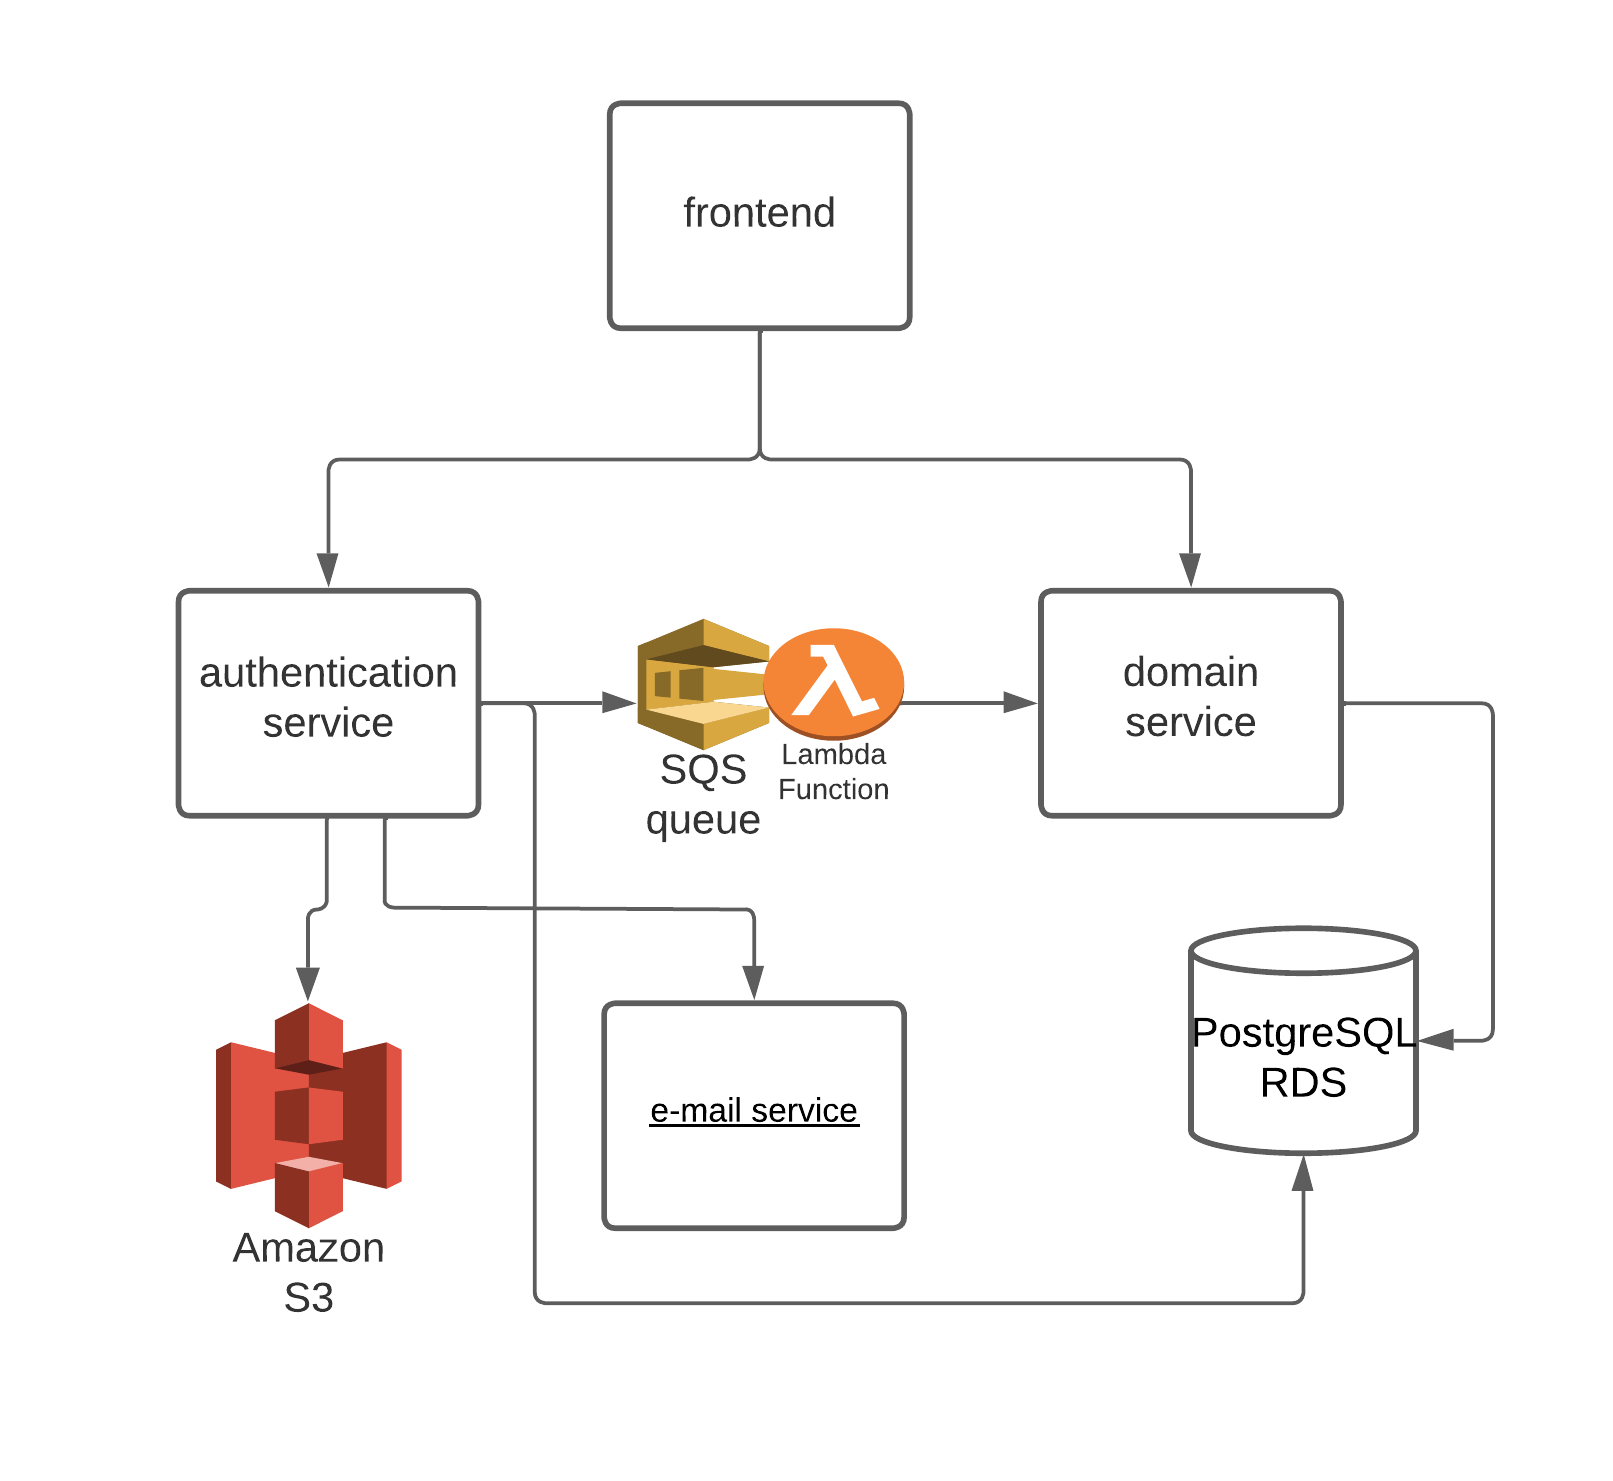 frontend
authentication
service
SQS
queue
Lambda
Function
domain
service
PostgreSQL
RDS
e-mail service
Amazon
S3